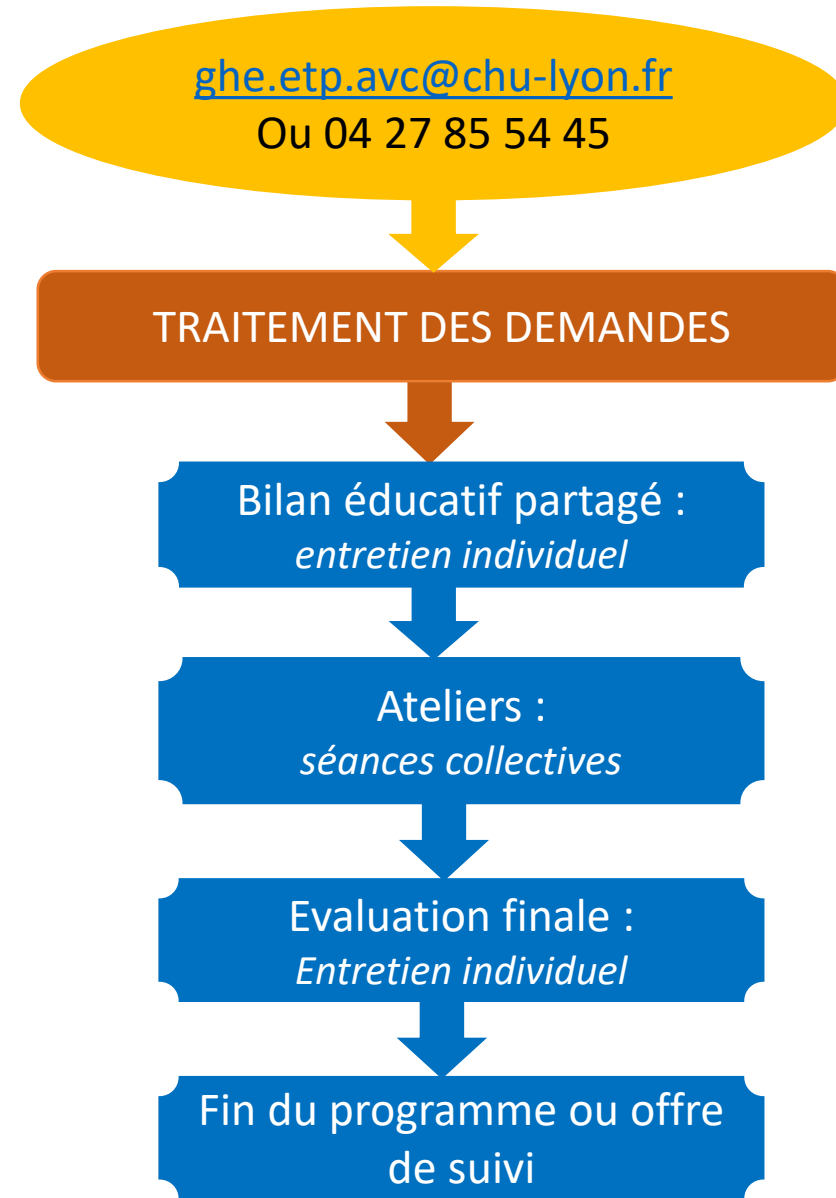 ghe.etp.avc@chu-lyon.fr
Ou 04 27 85 54 45
TRAITEMENT DES DEMANDES
Bilan éducatif partagé :
entretien individuel
Ateliers :
séances collectives
Evaluation finale :
Entretien individuel
Fin du programme ou offre
de suivi